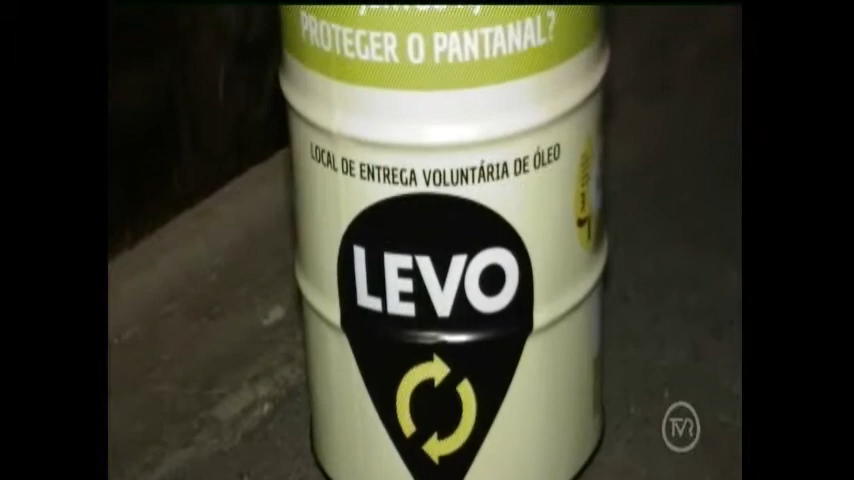 PROTEGER O PANTANAL?
LOCAL DE ENTREGA VOLUNTÁRIA DE ÓLEO
LEVO
TVR